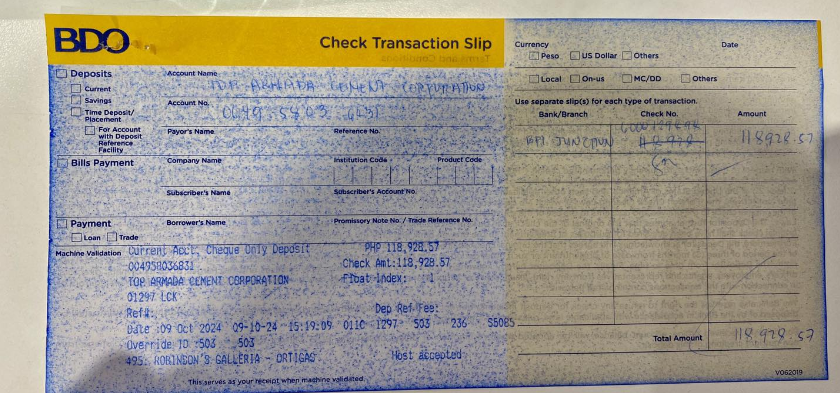 BDO
Check Transaction Slip
Currency
Date
Peso US Dollar Others
Local On-us MC/DD Others
Use separate slip(s) for each type of transaction.
Bank/Branch Check No. Amount
BPI JUNCTION 118928.57
Total Amount 118,928.57
V062019
Deposits
Current
Savings
Time Deposit/
Placement
For Account
with Deposit
Reference
Facility
Account Name
TOP ARMADA CEMENT CORPORATION
Account No.
Payor's Name Reference No.
Bills Payment
Company Name Institution Code Product Code
Subscriber's Name Subscriber's Account No.
Payment
Loan Trade
Borrower's Name Promissory Note No. / Trade Reference No.
Machine Validation
Current Acct. Cheque Only Deposit PHP 118,928.57
004958036831 Check Amt:118,928.57
TOP ARMADA CEMENT CORPORATION Float Index: 1
01297 LCK
Ref#: Dep Ref Fee:
Date :09 Oct 2024 09-10-24 15:19:09 011C 1297 503 236 S5085
Override ID :503 503
495: ROBINSON'S GALLERIA - ORTIGAS Host accepted
This serves as your receipt when machine validated.